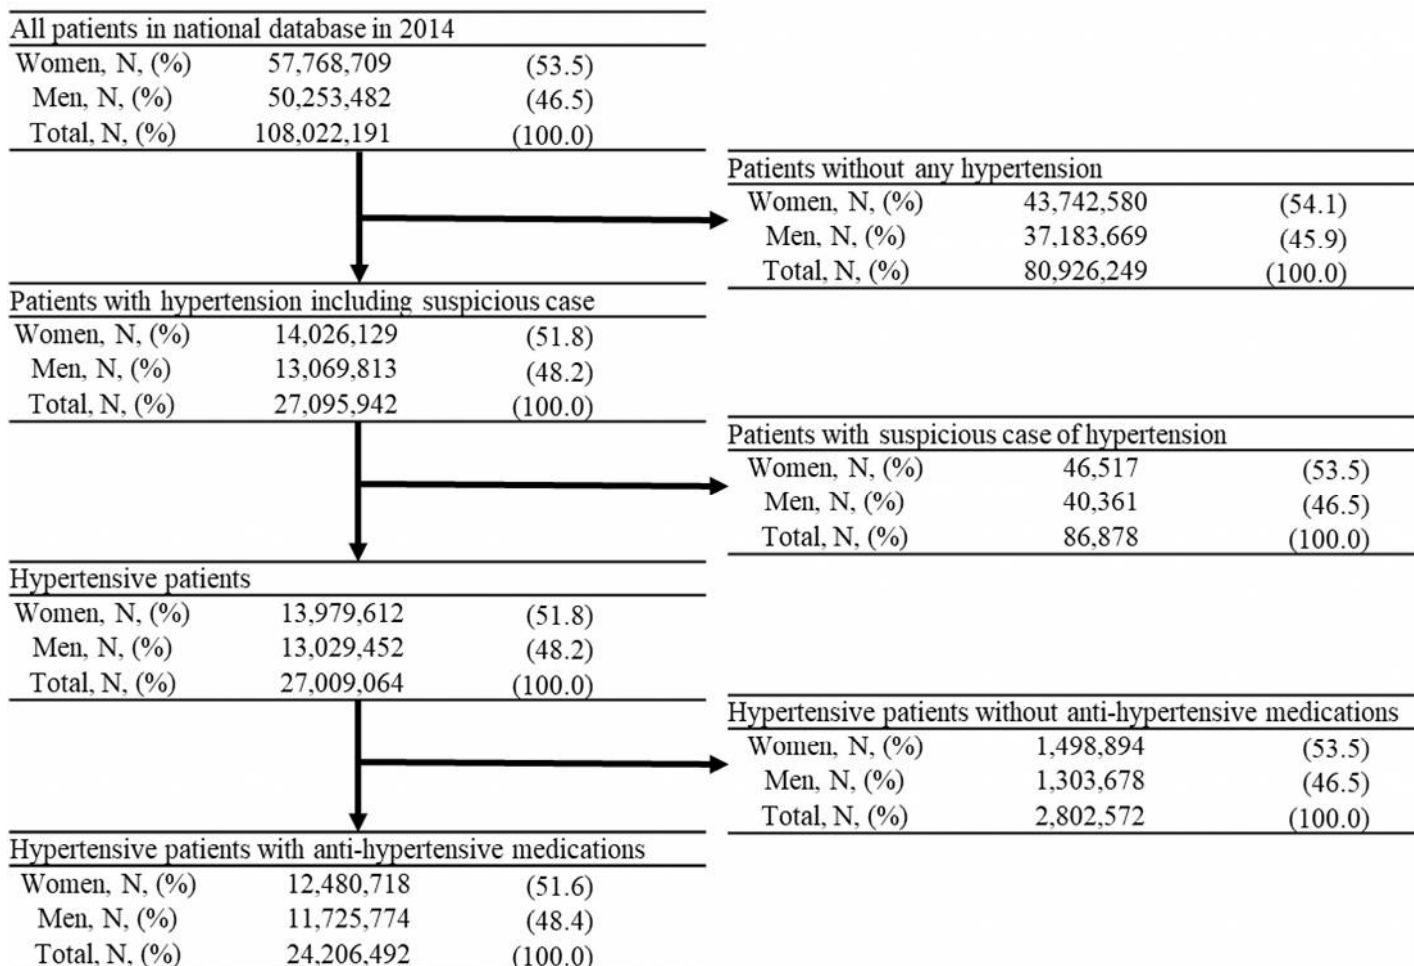 All patients in national database in 2014
Women, N, (%) 57,768,709 (53.5)
Men, N, (%) 50,253,482 (46.5)
Total, N, (%) 108,022,191 (100.0)
Patients without any hypertension
Women, N, (%) 43,742,580 (54.1)
Men, N, (%) 37,183,669 (45.9)
Total, N, (%) 80,926,249 (100.0)
Patients with hypertension including suspicious case
Women, N, (%) 14,026,129 (51.8)
Men, N, (%) 13,069,813 (48.2)
Total, N, (%) 27,095,942 (100.0)
Patients with suspicious case of hypertension
Women, N, (%) 46,517 (53.5)
Men, N, (%) 40,361 (46.5)
Total, N, (%) 86,878 (100.0)
Hypertensive patients
Women, N, (%) 13,979,612 (51.8)
Men, N, (%) 13,029,452 (48.2)
Total, N, (%) 27,009,064 (100.0)
Hypertensive patients without anti-hypertensive medications
Women, N, (%) 1,498,894 (53.5)
Men, N, (%) 1,303,678 (46.5)
Total, N, (%) 2,802,572 (100.0)
Hypertensive patients with anti-hypertensive medications
Women, N, (%) 12,480,718 (51.6)
Men, N, (%) 11,725,774 (48.4)
Total, N, (%) 24,206,492 (100.0)